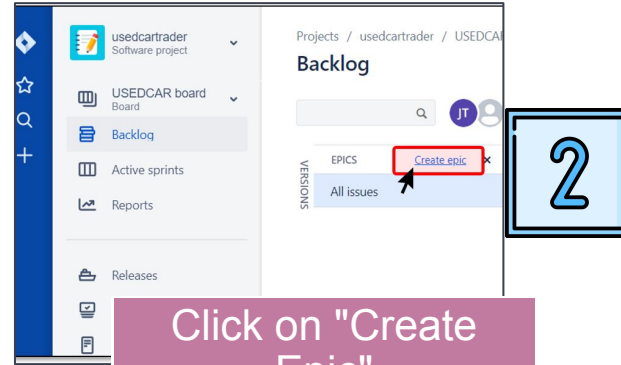 usedcartrader
Software project
USEDCAR board
Board
Backlog
Active sprints
Reports
Releases
Projects / usedcartrader / USEDCA
Backlog
JT
VERSIONS
EPICS Create epic ×
All issues
2
Click on "Create
Epic"